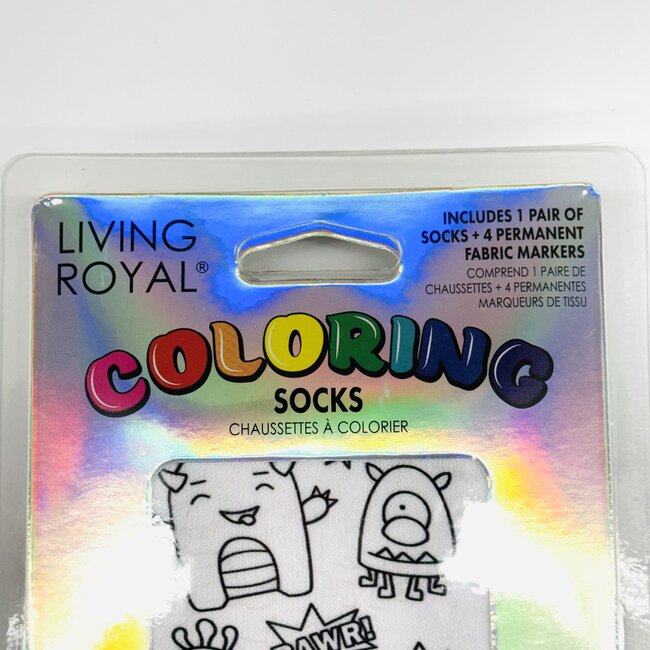 LIVING
ROYAL®
INCLUDES 1 PAIR OF
SOCKS + 4 PERMANENT
FABRIC MARKERS
COMPREND 1 PAIRE DE
CHAUSSETTES + 4 PERMANENTES
MARQUEURS DE TISSU
COLORING
SOCKS
CHAUSSETTES À COLORIER
RAWR!